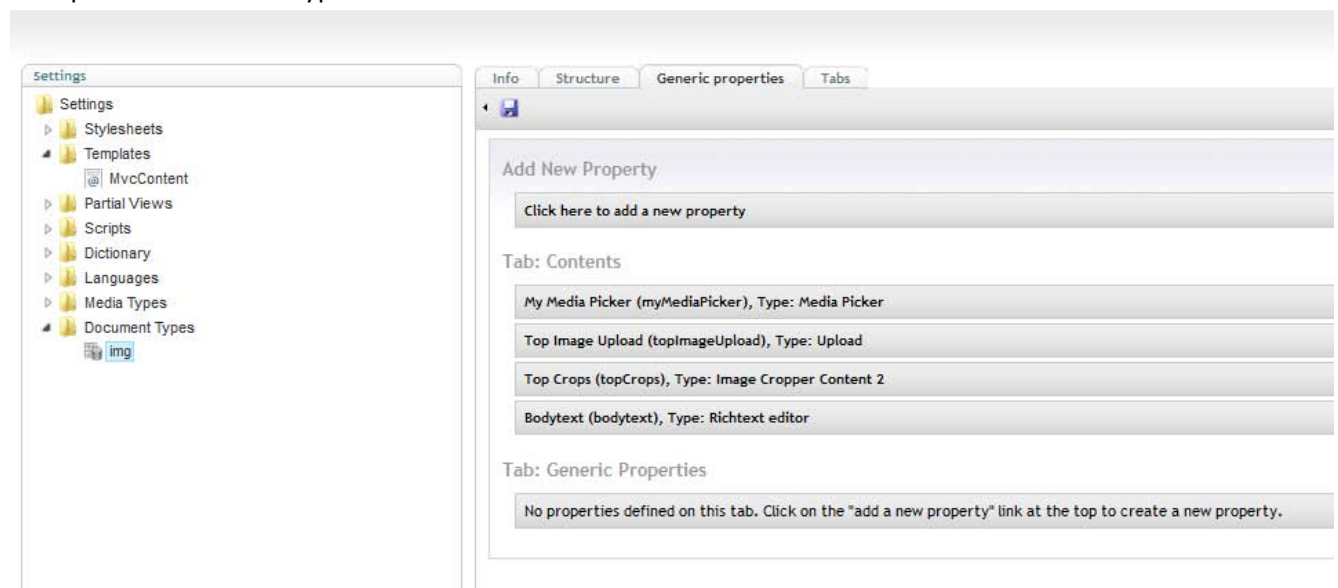 Settings
Settings
Stylesheets
Templates
MvcContent
Partial Views
Scripts
Dictionary
Languages
Media Types
Document Types
img
Info Structure Generic properties Tabs
Add New Property
Click here to add a new property
Tab: Contents
My Media Picker (myMediaPicker), Type: Media Picker
Top Image Upload (topImageUpload), Type: Upload
Top Crops (topCrops), Type: Image Cropper Content 2
Bodytext (bodytext), Type: Richtext editor
Tab: Generic Properties
No properties defined on this tab. Click on the "add a new property" link at the top to create a new property.